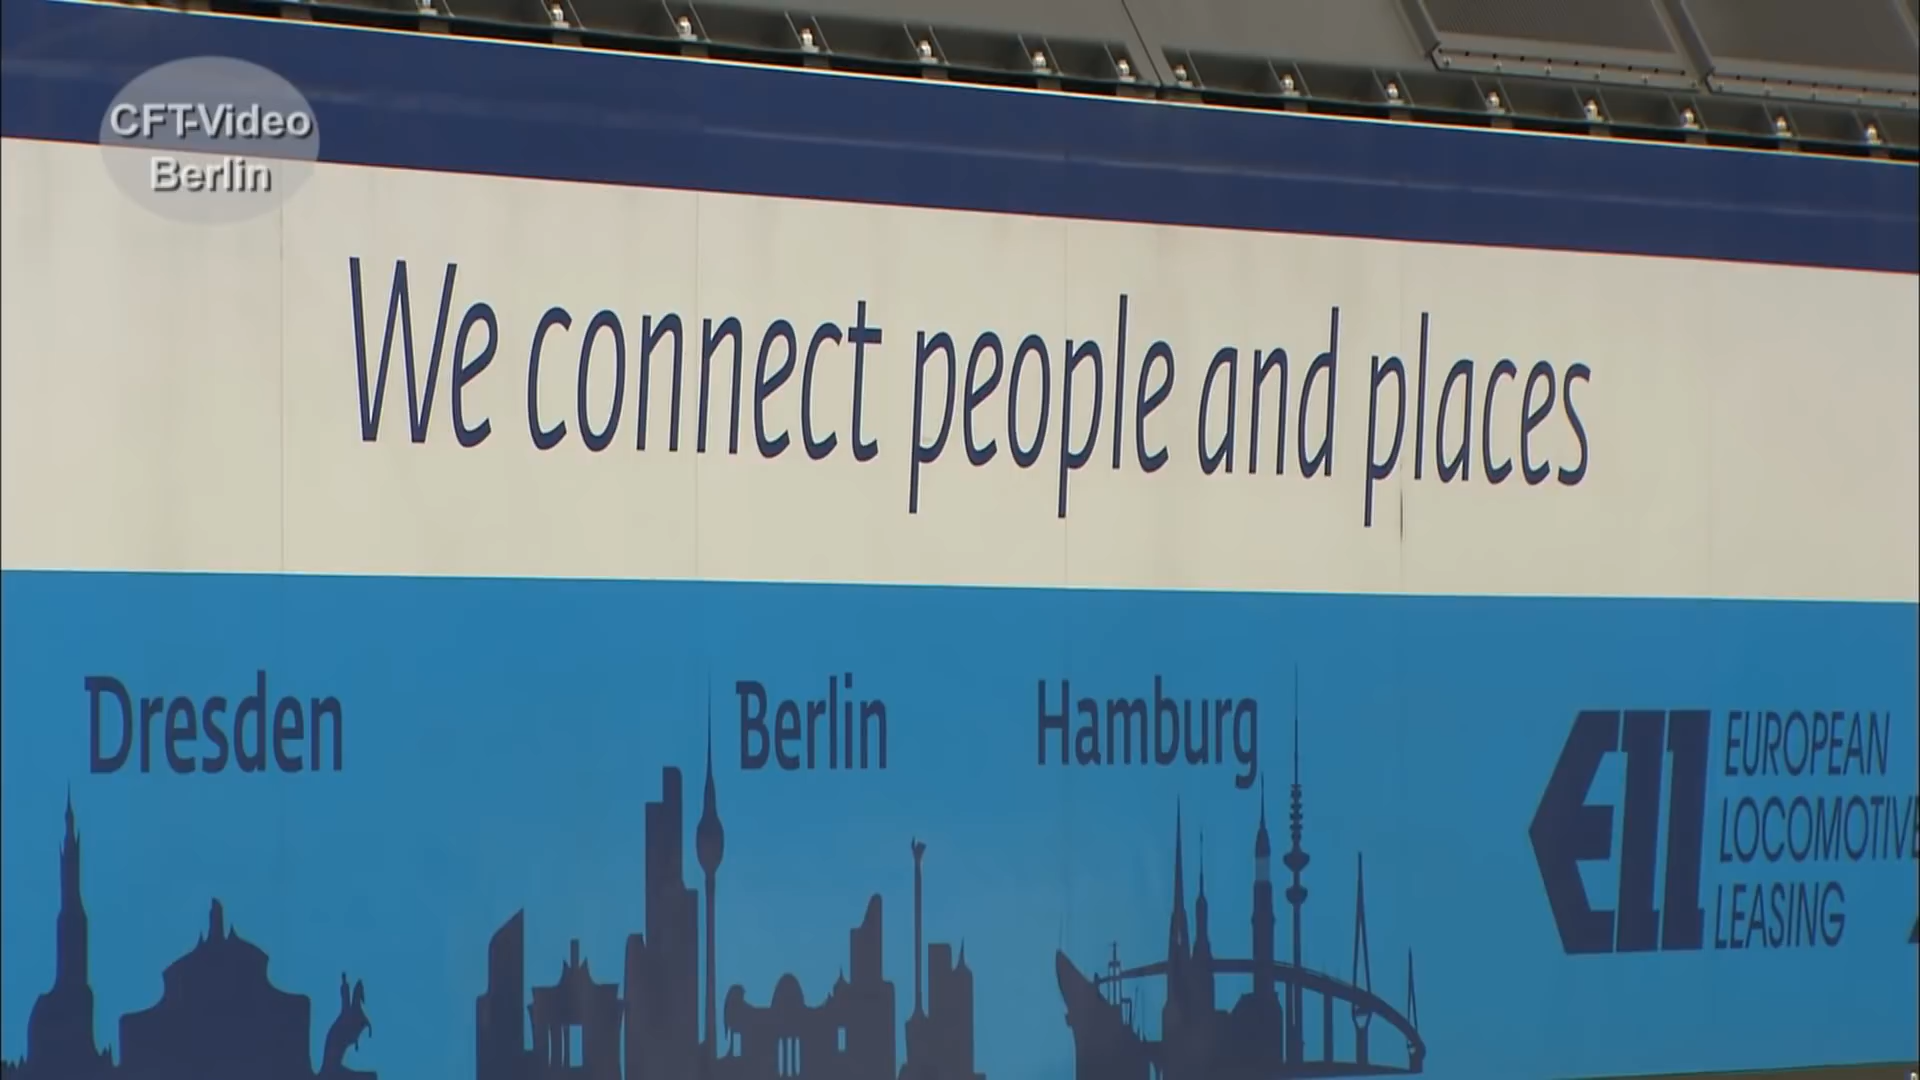 CFT-Video
Berlin
We connect people and places
Dresden
Berlin
Hamburg
Ell
EUROPEAN
LOCOMOTIVE
LEASING